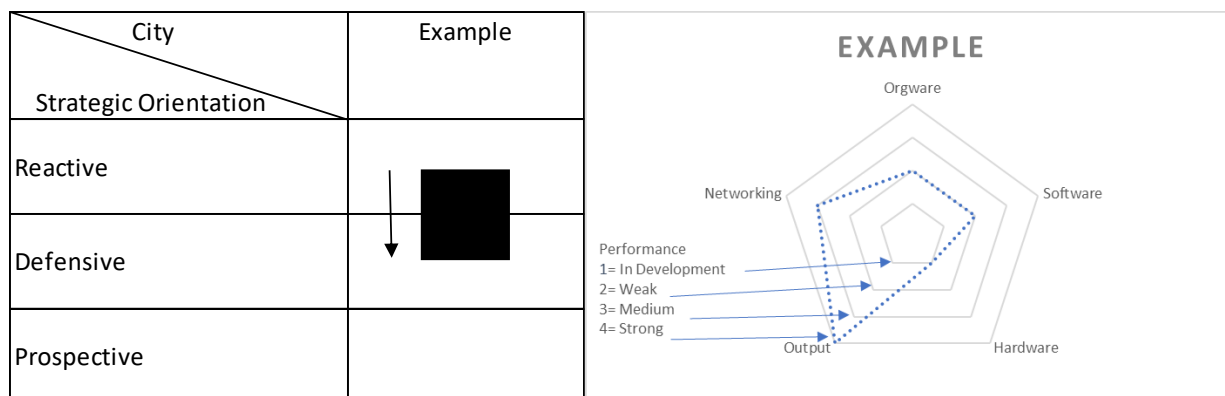 City
Example
Strategic Orientation
Reactive
Defensive
Prospective
EXAMPLE
Orgware
Networking
Software
Performance
1= In Development
2= Weak
3= Medium
4= Strong
Output
Hardware